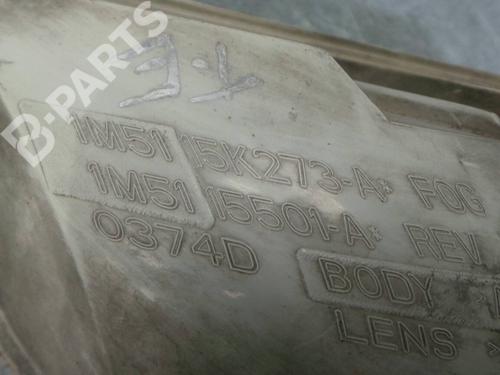 B-PARTS
1M51 15K273-A* FOG
1M51 15501-A* REV
0374D
BODY >
LENS >